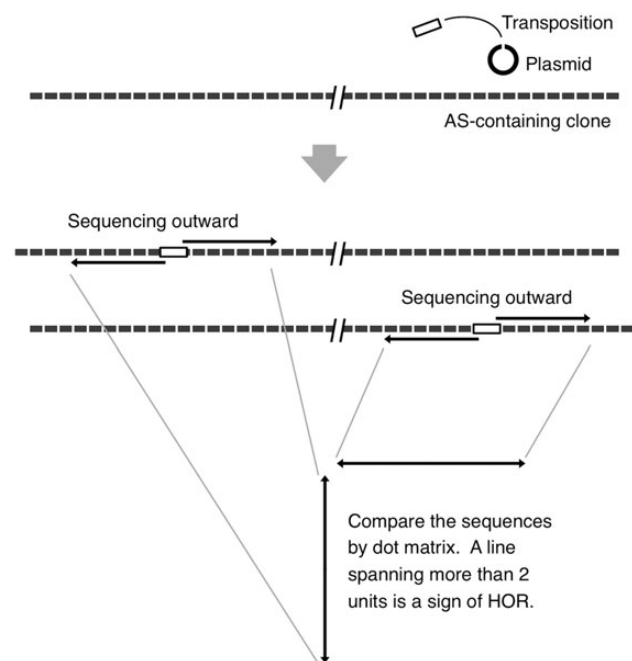 Transposition
Plasmid
AS-containing clone
Sequencing outward
Sequencing outward
Compare the sequences
by dot matrix. A line
spanning more than 2
units is a sign of HOR.